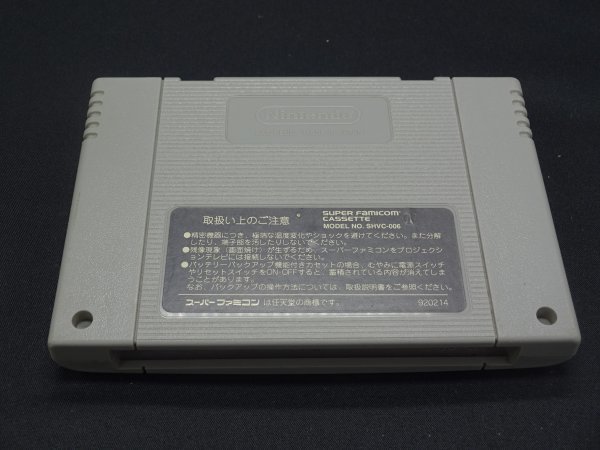 Nintendo
取扱い上のご注意
SUPER FAMICOM
CASSETTE
MODEL NO. SHVC-006
●精密機器につき、極端な温度変化やショックを避けてください。また分解
したり、端子部を汚したりしないでください。
●残像現象（画面焼け）が生ずるため、スーパーファミコンをプロジェクシ
ョンテレビには接続しないでください。
●バッテリーバックアップ機能付きカセットの場合、むやみに電源スイッチ
やリセットスイッチをON・OFFすると、蓄積されている内容が消えてしま
うことがあります。
なお、バックアップの操作方法については、取扱説明書をご参照ください。
スーパーファミコン は任天堂の商標です。
920214